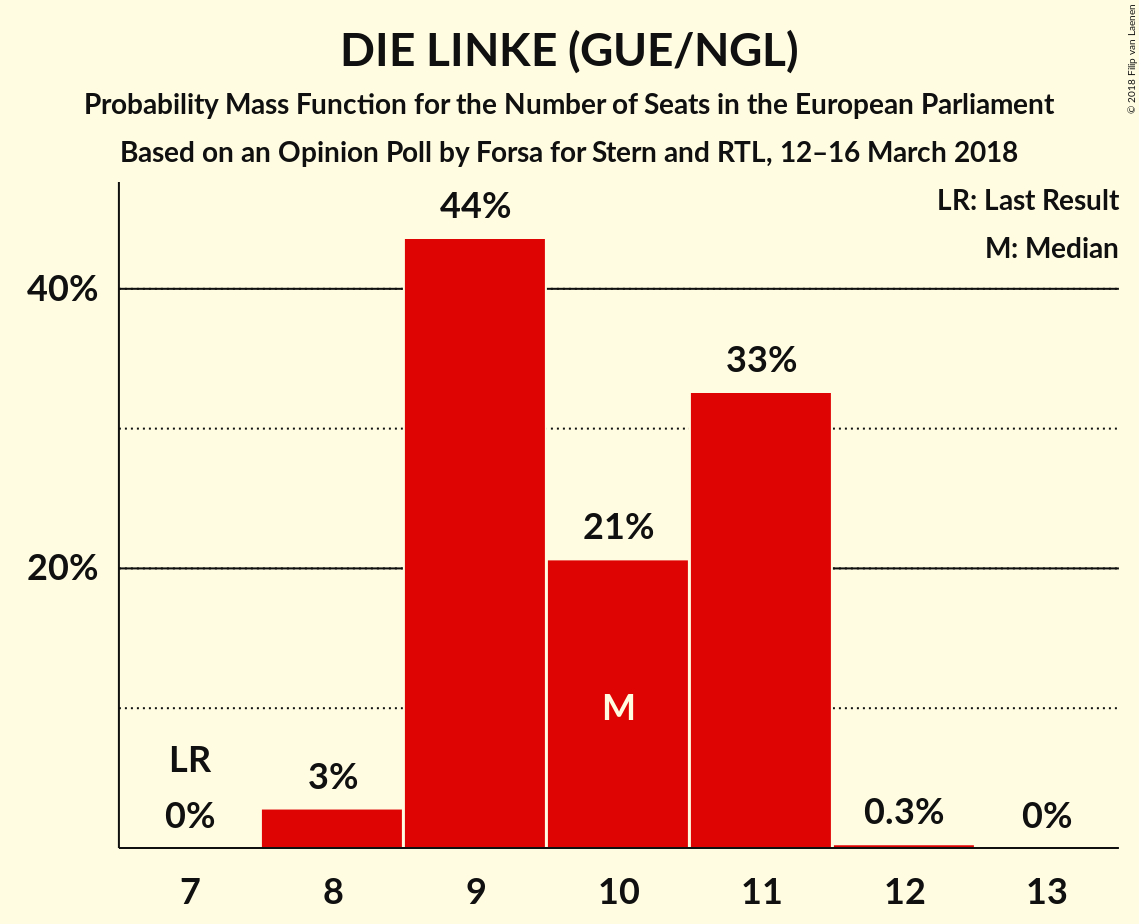 DIE LINKE (GUE/NGL)
Probability Mass Function for the Number of Seats in the European Parliament
Based on an Opinion Poll by Forsa for Stern and RTL, 12–16 March 2018
© 2018 Filip van Laenen
LR: Last Result
M: Median
44%
40%
33%
21%
20%
M
LR
0%
3%
0.3%
0%
7 8 9 10 11 12 13